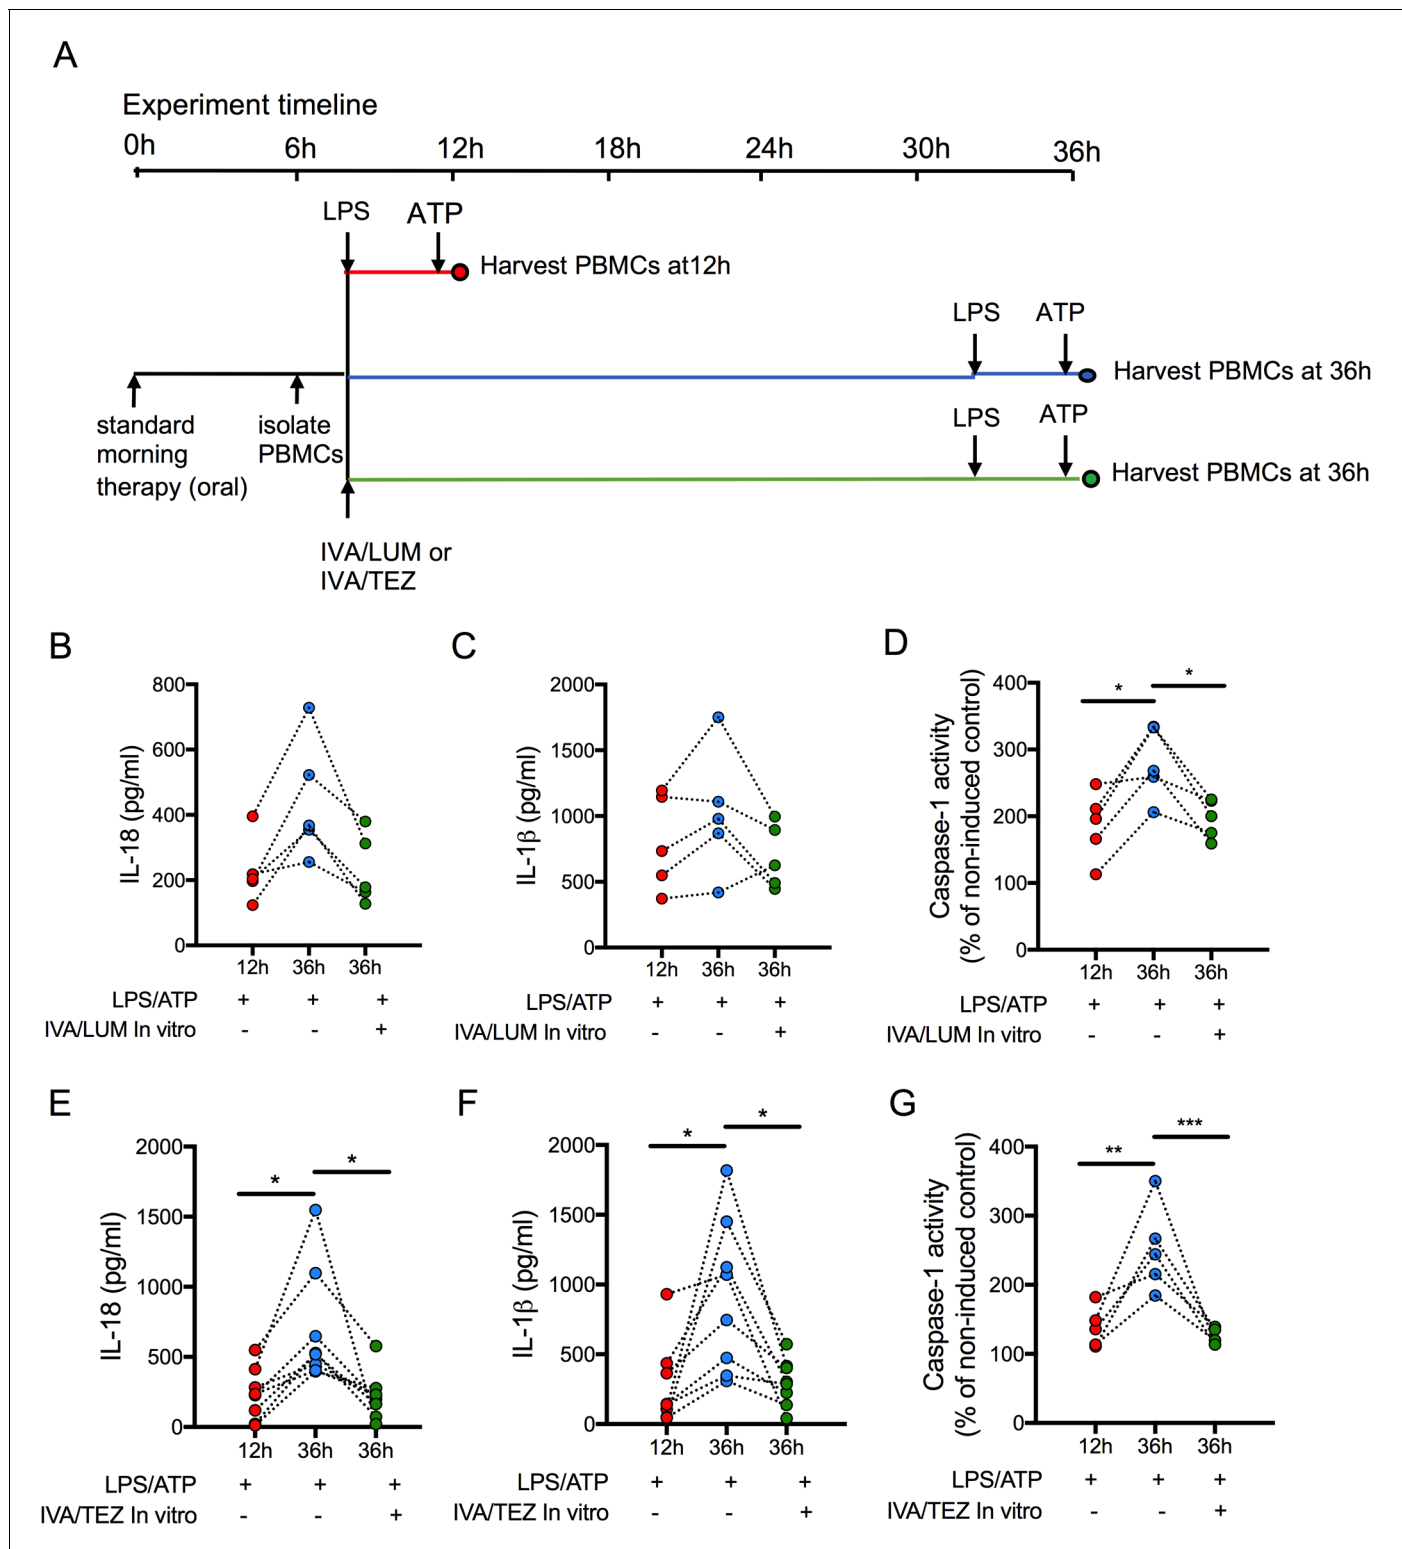 A
Experiment timeline
0h 6h 12h 18h 24h 30h 36h
LPS ATP
Harvest PBMCs at12h
LPS ATP
Harvest PBMCs at 36h
standard
morning
therapy (oral)
isolate
PBMCs
LPS ATP
Harvest PBMCs at 36h
IVA/LUM or
IVA/TEZ
B
IL-18 (pg/ml)
800
600
400
200
0
12h 36h 36h
LPS/ATP + + +
IVA/LUM In vitro - - +
C
IL-1β (pg/ml)
2000
1500
1000
500
0
12h 36h 36h
LPS/ATP + + +
IVA/LUM In vitro - - +
D
Caspase-1 activity
(% of non-induced control)
400
300
200
100
0
* *
12h 36h 36h
LPS/ATP + + +
IVA/LUM In vitro - - +
E
IL-18 (pg/ml)
2000
1500
1000
500
0
* *
12h 36h 36h
LPS/ATP + + +
IVA/TEZ In vitro - - +
F
IL-1β (pg/ml)
2000
1500
1000
500
0
* *
12h 36h 36h
LPS/ATP + + +
IVA/TEZ In vitro - - +
G
Caspase-1 activity
(% of non-induced control)
400
300
200
100
0
** ***
12h 36h 36h
LPS/ATP + + +
IVA/TEZ In vitro - - +